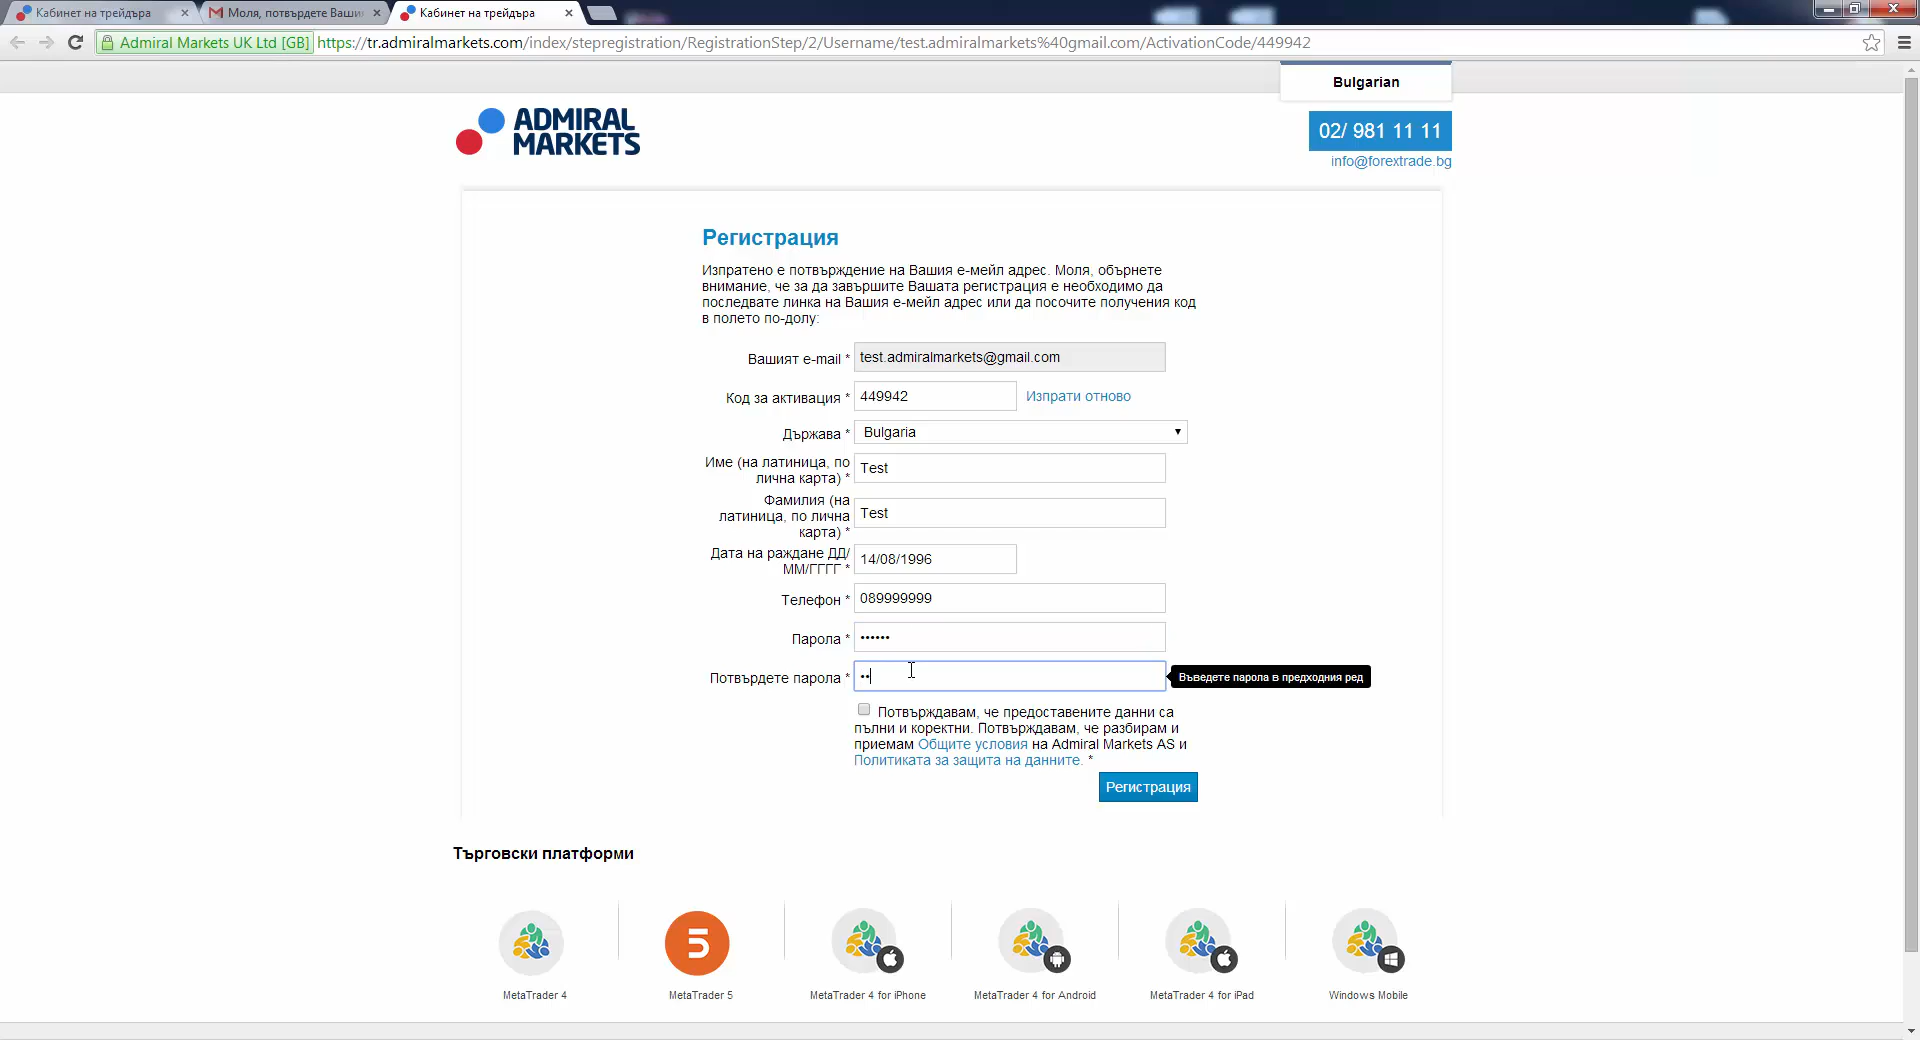 Кабинет на трейдъра
Моля, потвърдете Ваши
Кабинет на трейдъра
Admiral Markets UK Ltd [GB]
https://tr.admiralmarkets.com/index/stepregistration/RegistrationStep/2/Username/test.admiralmarkets%40gmail.com/ActivationCode/449942
Bulgarian
ADMIRAL
MARKETS
02/ 981 11 11
info@forextrade.bg
Регистрация
Изпратено е потвърждение на Вашия е-мейл адрес. Моля, обърнете
внимание, че за да завършите Вашата регистрация е необходимо да
последвате линка на Вашия е-мейл адрес или да посочите получения код
в полето по-долу:
Вашият e-mail * test.admiralmarkets@gmail.com
Код за активация * 449942 Изпрати отново
Държава * Bulgaria
Име (на латиница, по
лична карта) * Test
Фамилия (на
латиница, по лична
карта) * Test
Дата на раждане ДД/
ММ/ГГГГ * 14/08/1996
Телефон * 089999999
Парола * ••••••
Потвърдете парола * •• Въведете парола в предходния ред
Потвърждавам, че предоставените данни са
пълни и коректни. Потвърждавам, че разбирам и
приемам Общите условия на Admiral Markets AS и
Политиката за защита на данните. *
Регистрация
Търговски платформи
5
MetaTrader 4
MetaTrader 5
MetaTrader 4 for iPhone
MetaTrader 4 for Android
MetaTrader 4 for iPad
Windows Mobile